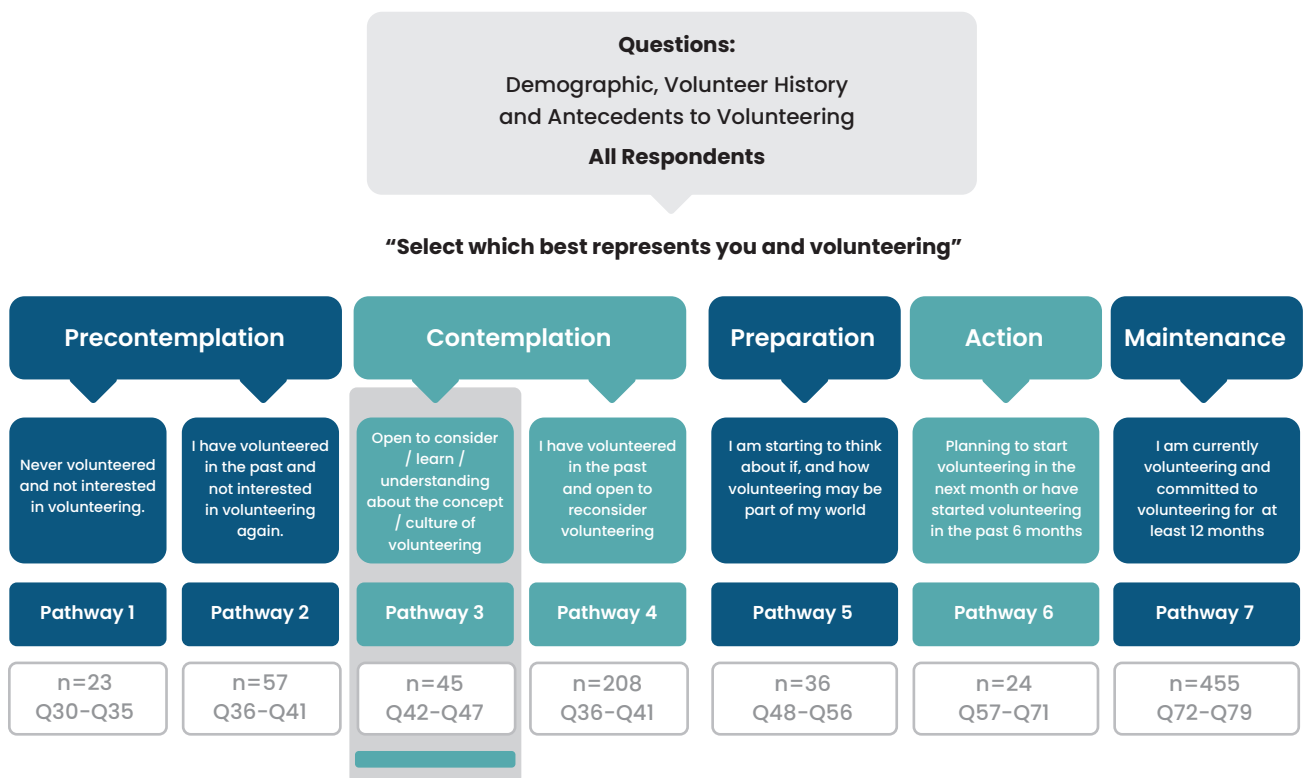 Questions:
Demographic, Volunteer History
and Antecedents to Volunteering
All Respondents
“Select which best represents you and volunteering”
Precontemplation
Contemplation
Preparation
Action
Maintenance
Never volunteered
and not interested
in volunteering.
I have volunteered
in the past and
not interested
in volunteering
again.
Open to consider
/ learn /
understanding
about the concept
/ culture of
volunteering
I have volunteered
in the past
and open to
reconsider
volunteering
I am starting to think
about if, and how
volunteering may be
part of my world
Planning to start
volunteering in the
next month or have
started volunteering
in the past 6 months
I am currently
volunteering and
committed to
volunteering for at
least 12 months
Pathway 1
Pathway 2
Pathway 3
Pathway 4
Pathway 5
Pathway 6
Pathway 7
n=23
Q30-Q35
n=57
Q36-Q41
n=45
Q42-Q47
n=208
Q36-Q41
n=36
Q48-Q56
n=24
Q57-Q71
n=455
Q72-Q79